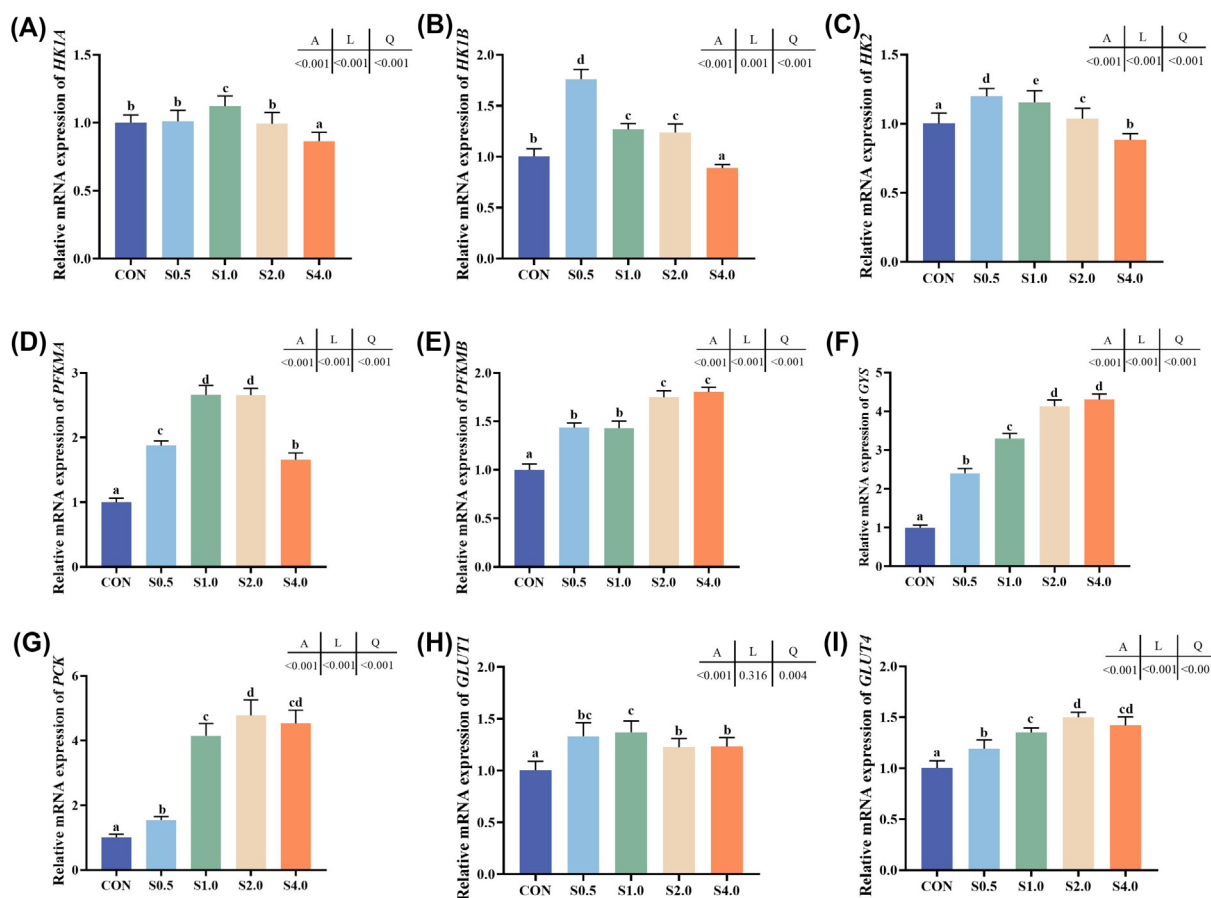 (A)
Relative mRNA expression of HK1A
A L Q
<0.001 <0.001 <0.001
1.5
1.0
0.5
0.0
b b c b a
CON S0.5 S1.0 S2.0 S4.0
(B)
Relative mRNA expression of HK1B
A L Q
<0.001 0.001 <0.001
2.0
1.5
1.0
0.5
0.0
b d c c a
CON S0.5 S1.0 S2.0 S4.0
(C)
Relative mRNA expression of HK2
A L Q
<0.001 <0.001 <0.001
1.5
1.0
0.5
0.0
a d e c b
CON S0.5 S1.0 S2.0 S4.0
(D)
Relative mRNA expression of PFKMA
A L Q
<0.001 <0.001 <0.001
3
2
1
0
a c d d b
CON S0.5 S1.0 S2.0 S4.0
(E)
Relative mRNA expression of PFKMB
A L Q
<0.001 <0.001 <0.001
2.0
1.5
1.0
0.5
0.0
a b b c c
CON S0.5 S1.0 S2.0 S4.0
(F)
Relative mRNA expression of GYS
A L Q
<0.001 <0.001 <0.001
5
4
3
2
1
0
a b c d d
CON S0.5 S1.0 S2.0 S4.0
(G)
Relative mRNA expression of PCK
A L Q
<0.001 <0.001 <0.001
6
4
2
0
a b c d cd
CON S0.5 S1.0 S2.0 S4.0
(H)
Relative mRNA expression of GLUT1
A L Q
<0.001 0.316 0.004
2.0
1.5
1.0
0.5
0.0
a bc c b b
CON S0.5 S1.0 S2.0 S4.0
(I)
Relative mRNA expression of GLUT4
A L Q
<0.001 <0.001 <0.00
2.0
1.5
1.0
0.5
0.0
a b c d cd
CON S0.5 S1.0 S2.0 S4.0